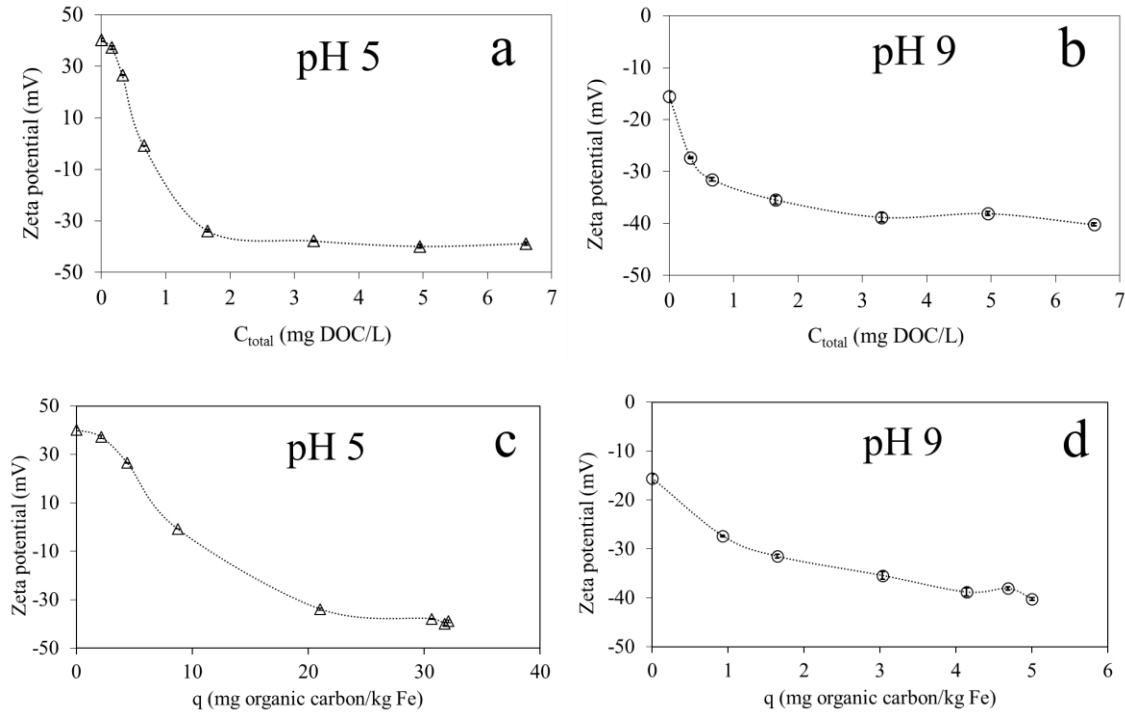 50
30
10
-10
-30
-50
Zeta potential (mV)
pH 5
a
0 1 2 3 4 5 6 7
C_total (mg DOC/L)
0
-10
-20
-30
-40
-50
Zeta potential (mV)
pH 9
b
0 1 2 3 4 5 6 7
C_total (mg DOC/L)
50
30
10
-10
-30
-50
Zeta potential (mV)
pH 5
c
0 10 20 30 40
q (mg organic carbon/kg Fe)
0
-10
-20
-30
-40
-50
Zeta potential (mV)
pH 9
d
0 1 2 3 4 5 6
q (mg organic carbon/kg Fe)